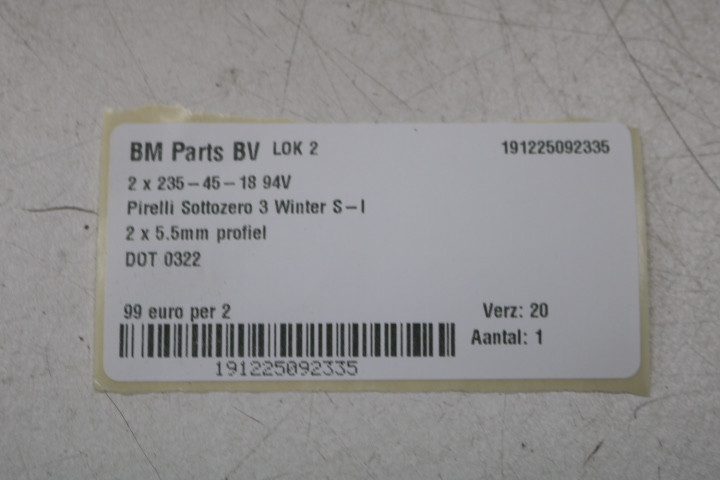 BM Parts BV LOK 2 191225092335
2 x 235-45-18 94V
Pirelli Sottozero 3 Winter S-I
2 x 5.5mm profiel
DOT 0322
99 euro per 2 Verz: 20
Aantal: 1
191225092335